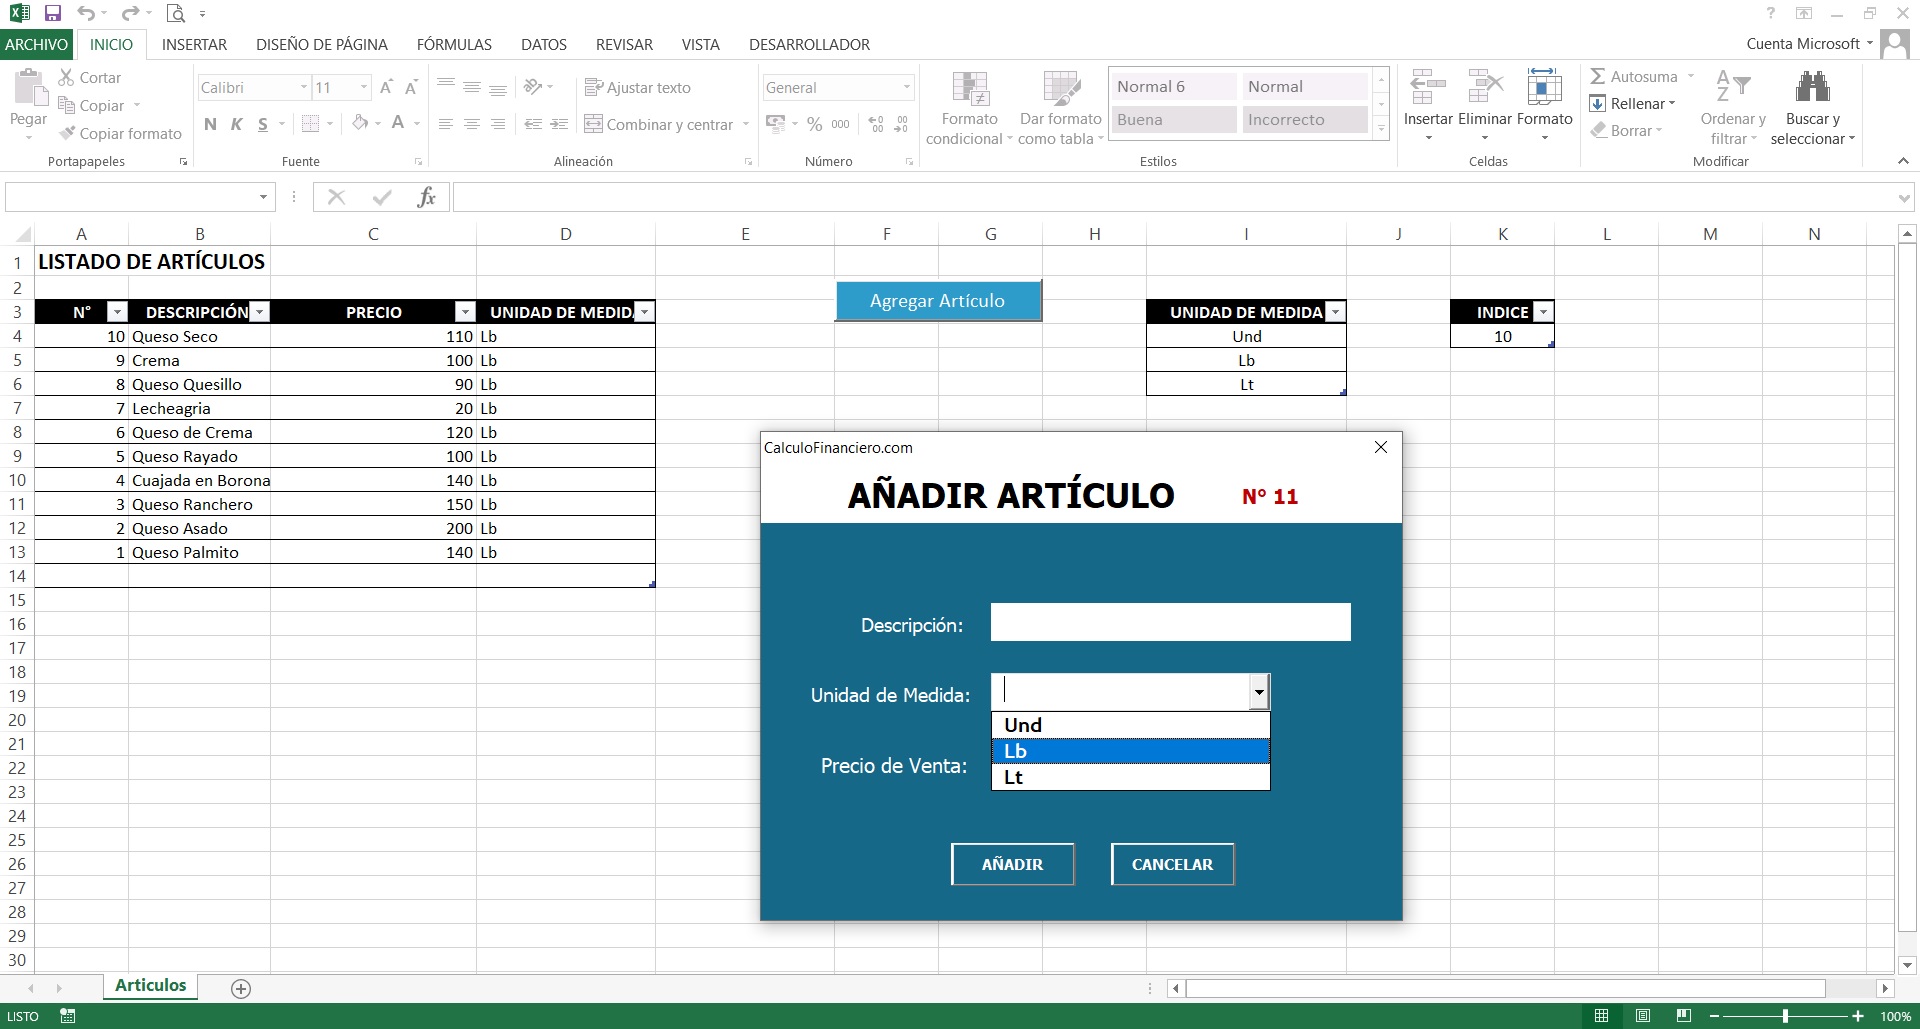 ARCHIVO INICIO INSERTAR DISEÑO DE PÁGINA FÓRMULAS DATOS REVISAR VISTA DESARROLLADOR Cuenta Microsoft
Pegar
Cortar
Copiar
Copiar formato
Portapapeles
Calibri 11
N K S
Fuente
Ajustar texto
Combinar y centrar
Alineación
General
% 000
Número
Formato condicional
Dar formato como tabla
Normal 6 Normal
Buena Incorrecto
Estilos
Insertar Eliminar Formato
Celdas
Autosuma
Rellenar
Borrar
Ordenar y filtrar
Buscar y seleccionar
Modificar
fx
A B C D E F G H I J K L M N
1 LISTADO DE ARTÍCULOS
2
Agregar Artículo
3 N° DESCRIPCIÓN PRECIO UNIDAD DE MEDIDA UNIDAD DE MEDIDA INDICE
4 10 Queso Seco 110 Lb Und 10
5 9 Crema 100 Lb Lb
6 8 Queso Quesillo 90 Lb Lt
7 7 Lecheagria 20 Lb
8 6 Queso de Crema 120 Lb
9 5 Queso Rayado 100 Lb
10 4 Cuajada en Borona 140 Lb
11 3 Queso Ranchero 150 Lb
12 2 Queso Asado 200 Lb
13 1 Queso Palmito 140 Lb
14
15
16
17
18
19
20
21
22
23
24
25
26
27
28
29
30
CalculoFinanciero.com
AÑADIR ARTÍCULO N° 11
Descripción:
Unidad de Medida:
Und
Lb
Lt
Precio de Venta:
AÑADIR CANCELAR
Articulos
LISTO 100%